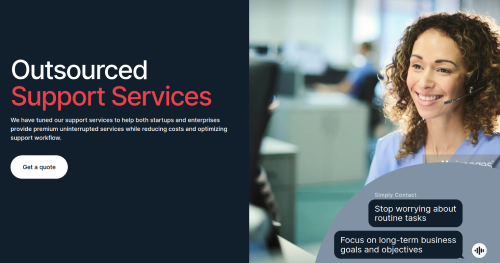 Outsourced
Support Services
We have tuned our support services to help both startups and enterprises
provide premium uninterrupted services while reducing costs and optimizing
support workflow.
Get a quote
Simply Contact
Stop worrying about
routine tasks
Focus on long-term business
goals and objectives